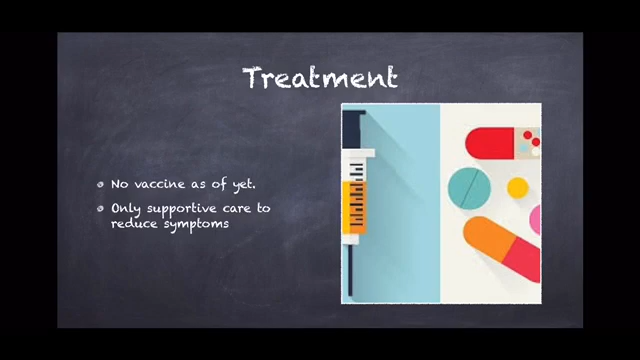 Treatment
No vaccine as of yet.
Only supportive care to
reduce symptoms